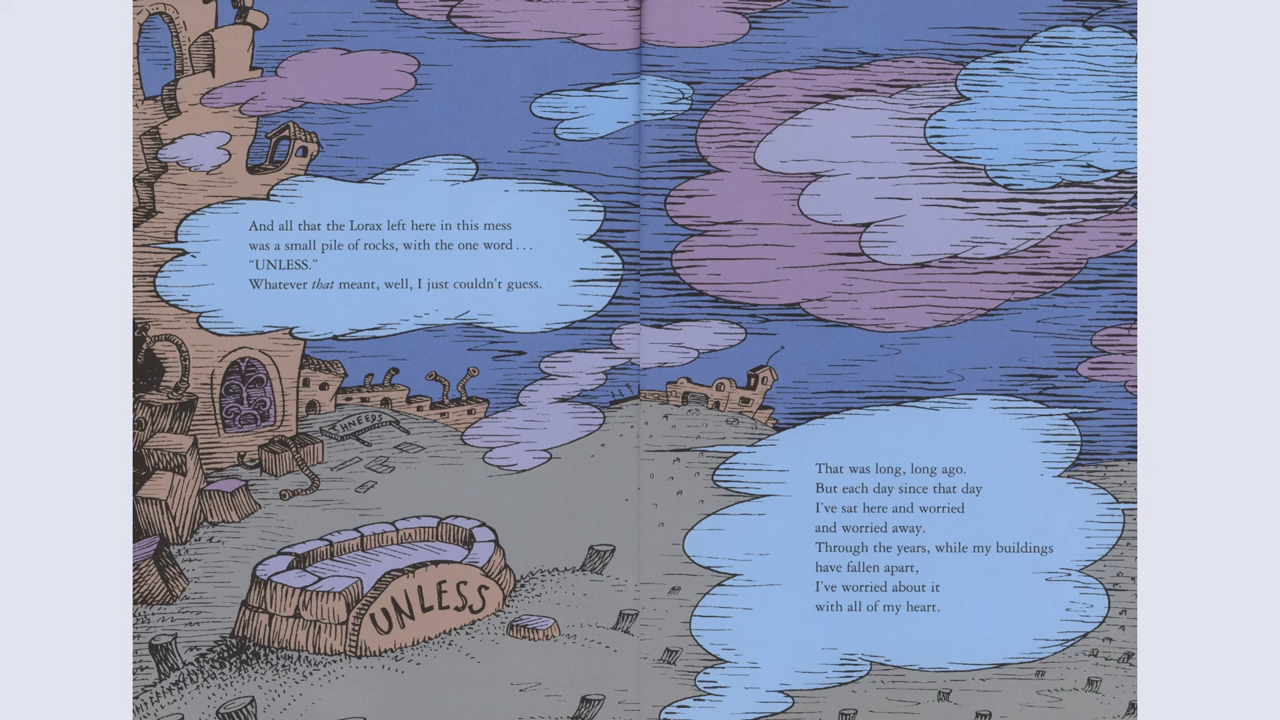 And all that the Lorax left here in this mess
was a small pile of rocks, with the one word . . .
“UNLESS.”
Whatever that meant, well, I just couldn’t guess.
THNEEDS
UNLESS
That was long, long ago.
But each day since that day
I’ve sat here and worried
and worried away.
Through the years, while my buildings
have fallen apart,
I’ve worried about it
with all of my heart.